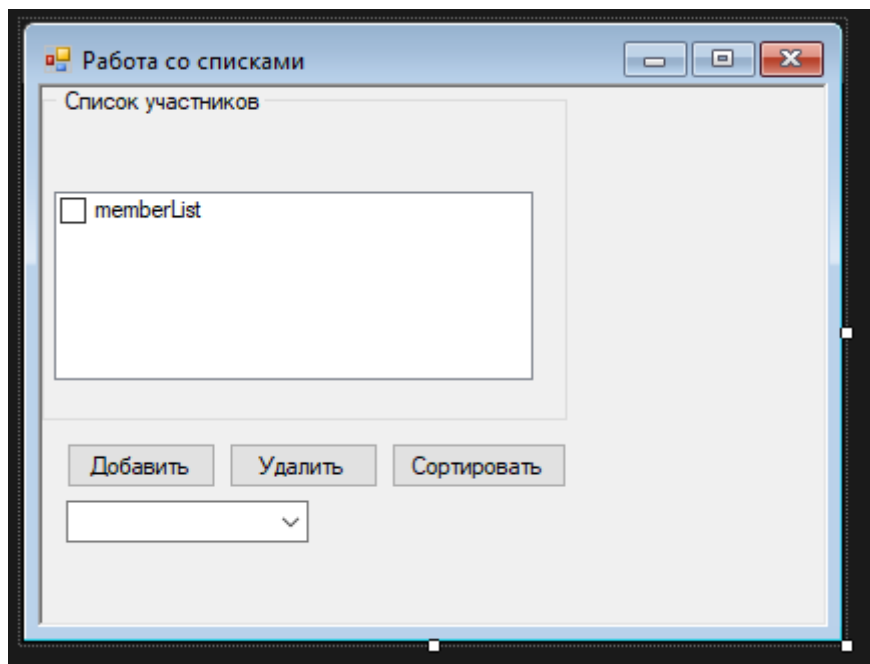 Работа со списками
Список участников
memberList
Добавить Удалить Сортировать